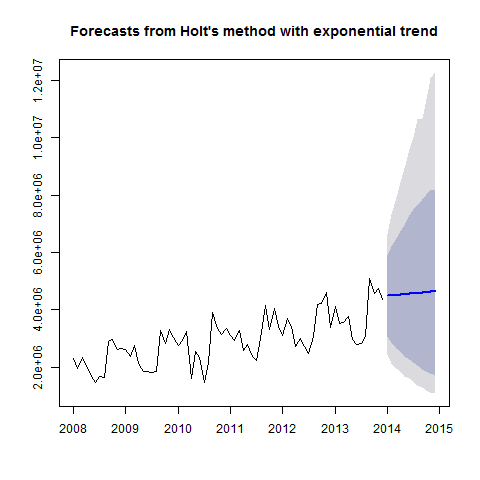 Forecasts from Holt's method with exponential trend
1.2e+07
1.0e+07
8.0e+06
6.0e+06
4.0e+06
2.0e+06
2008 2009 2010 2011 2012 2013 2014 2015